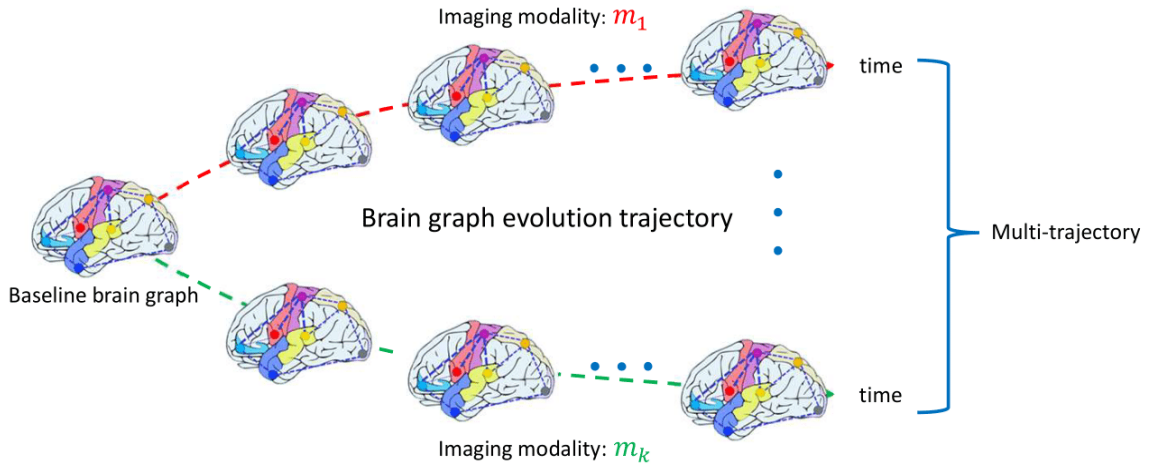 Imaging modality: m₁
time
Brain graph evolution trajectory
Multi-trajectory
Baseline brain graph
time
Imaging modality: mₖ